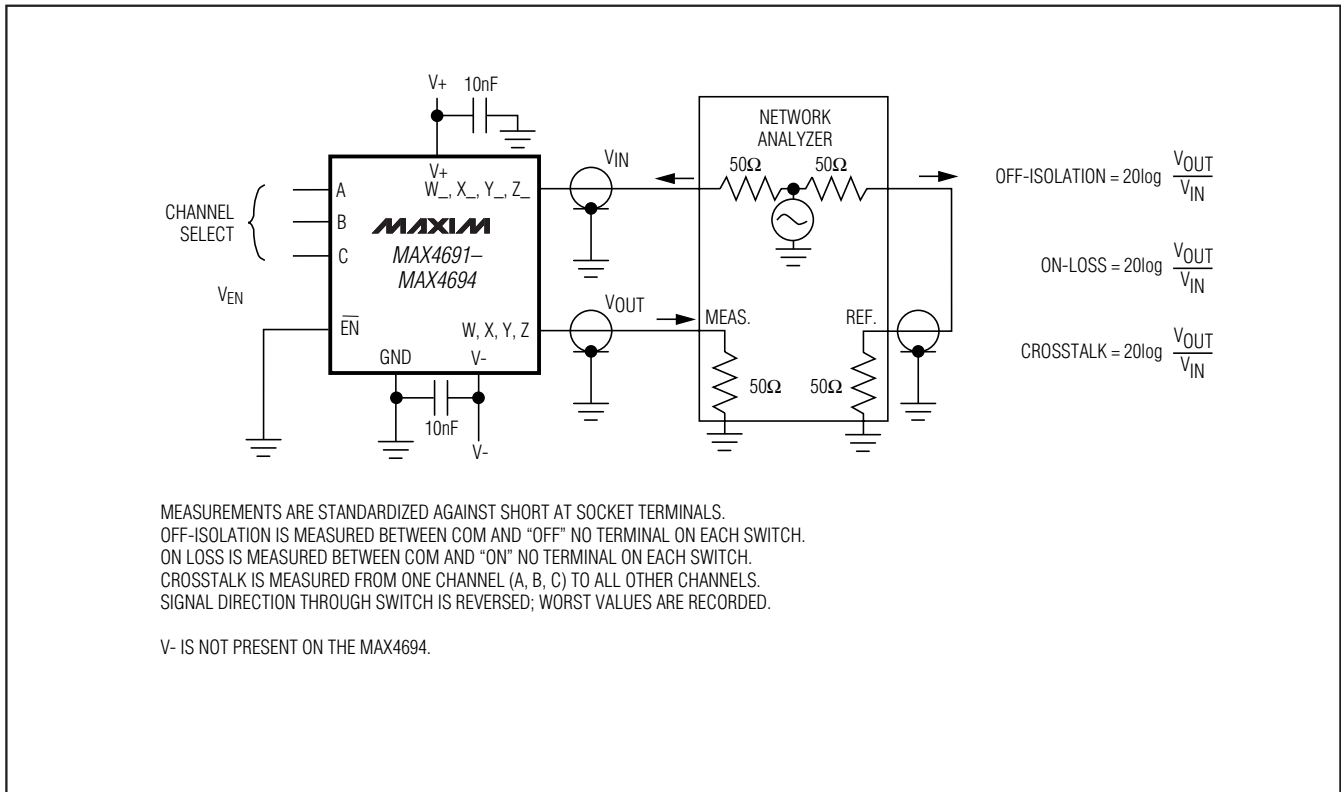 V+ 10nF
NETWORK
ANALYZER
50Ω 50Ω
VIN
V+
W_, X_, Y_, Z_
A
B
C
CHANNEL
SELECT
MAXIM
MAX4691–
MAX4694
VEN
EN
VOUT
W, X, Y, Z
MEAS. REF.
GND V-
50Ω 50Ω
10nF
V-
OFF-ISOLATION = 20log VOUT
VIN
ON-LOSS = 20log VOUT
VIN
CROSSTALK = 20log VOUT
VIN
MEASUREMENTS ARE STANDARDIZED AGAINST SHORT AT SOCKET TERMINALS.
OFF-ISOLATION IS MEASURED BETWEEN COM AND “OFF” NO TERMINAL ON EACH SWITCH.
ON LOSS IS MEASURED BETWEEN COM AND “ON” NO TERMINAL ON EACH SWITCH.
CROSSTALK IS MEASURED FROM ONE CHANNEL (A, B, C) TO ALL OTHER CHANNELS.
SIGNAL DIRECTION THROUGH SWITCH IS REVERSED; WORST VALUES ARE RECORDED.
V- IS NOT PRESENT ON THE MAX4694.